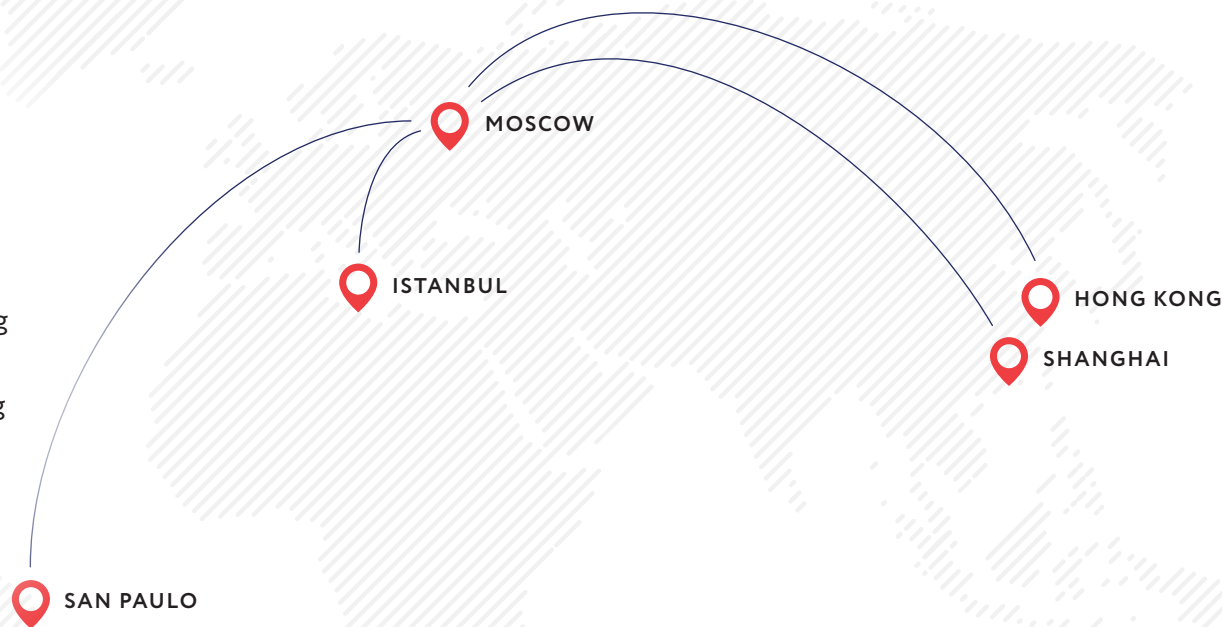 MOSCOW
ISTANBUL
HONG KONG
SHANGHAI
SAN PAULO
g
g